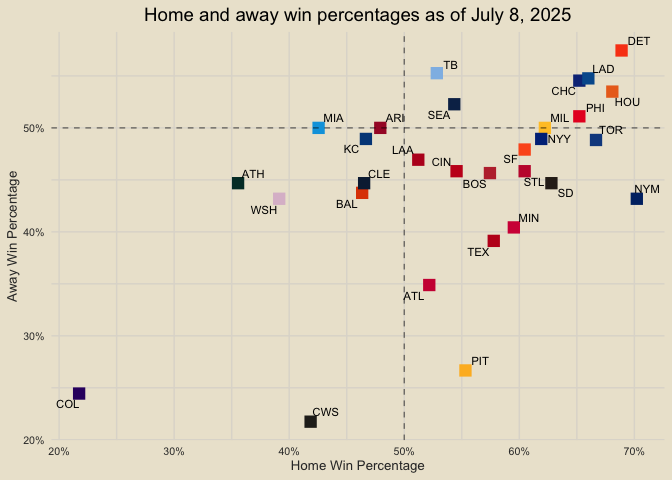 Home and away win percentages as of July 8, 2025
DET
TB
LAD
CHC
HOU
SEA
PHI
MIA
ARI
MIL
TOR
NYY
KC
LAA
SF
CIN
ATH
CLE
BOS
STL
SD
NYM
WSH
BAL
MIN
TEX
ATL
PIT
COL
CWS
50%
40%
30%
20%
Away Win Percentage
20% 30% 40% 50% 60% 70%
Home Win Percentage